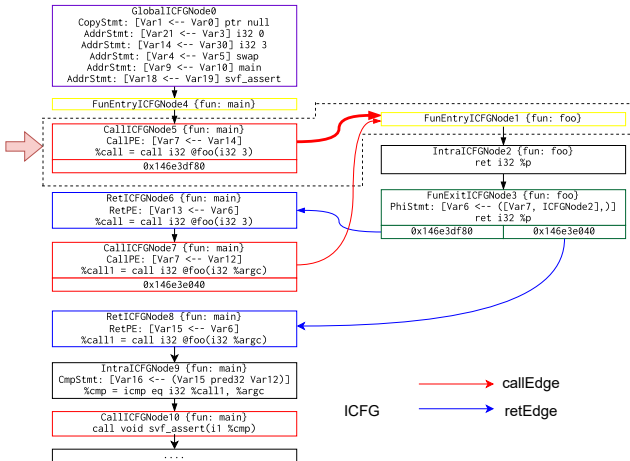 GlobalICFGNode0
CopyStmt: [Var1 <-- Var0] ptr null
AddrStmt: [Var21 <-- Var3] i32 0
AddrStmt: [Var14 <-- Var30] i32 3
AddrStmt: [Var4 <-- Var5] swap
AddrStmt: [Var9 <-- Var10] main
AddrStmt: [Var18 <-- Var19] svf_assert
FunEntryICFGNode4 {fun: main}
CallICFGNode5 {fun: main}
CallPE: [Var7 <-- Var14]
%call = call i32 @foo(i32 3)
0x146e3df80
RetICFGNode6 {fun: main}
RetPE: [Var13 <-- Var6]
%call = call i32 @foo(i32 3)
CallICFGNode7 {fun: main}
CallPE: [Var7 <-- Var12]
%call1 = call i32 @foo(i32 %argc)
0x146e3e040
RetICFGNode8 {fun: main}
RetPE: [Var15 <-- Var6]
%call1 = call i32 @foo(i32 %argc)
IntraICFGNode9 {fun: main}
CmpStmt: [Var16 <-- (Var15 pred32 Var12)]
%cmp = icmp eq i32 %call1, %argc
CallICFGNode10 {fun: main}
call void svf_assert(i1 %cmp)
....
FunEntryICFGNode1 {fun: foo}
IntraICFGNode2 {fun: foo}
ret i32 %p
FunExitICFGNode3 {fun: foo}
PhiStmt: [Var6 <-- ([Var7, ICFGNode2],)]
ret i32 %p
0x146e3df80
0x146e3e040
ICFG
callEdge
retEdge